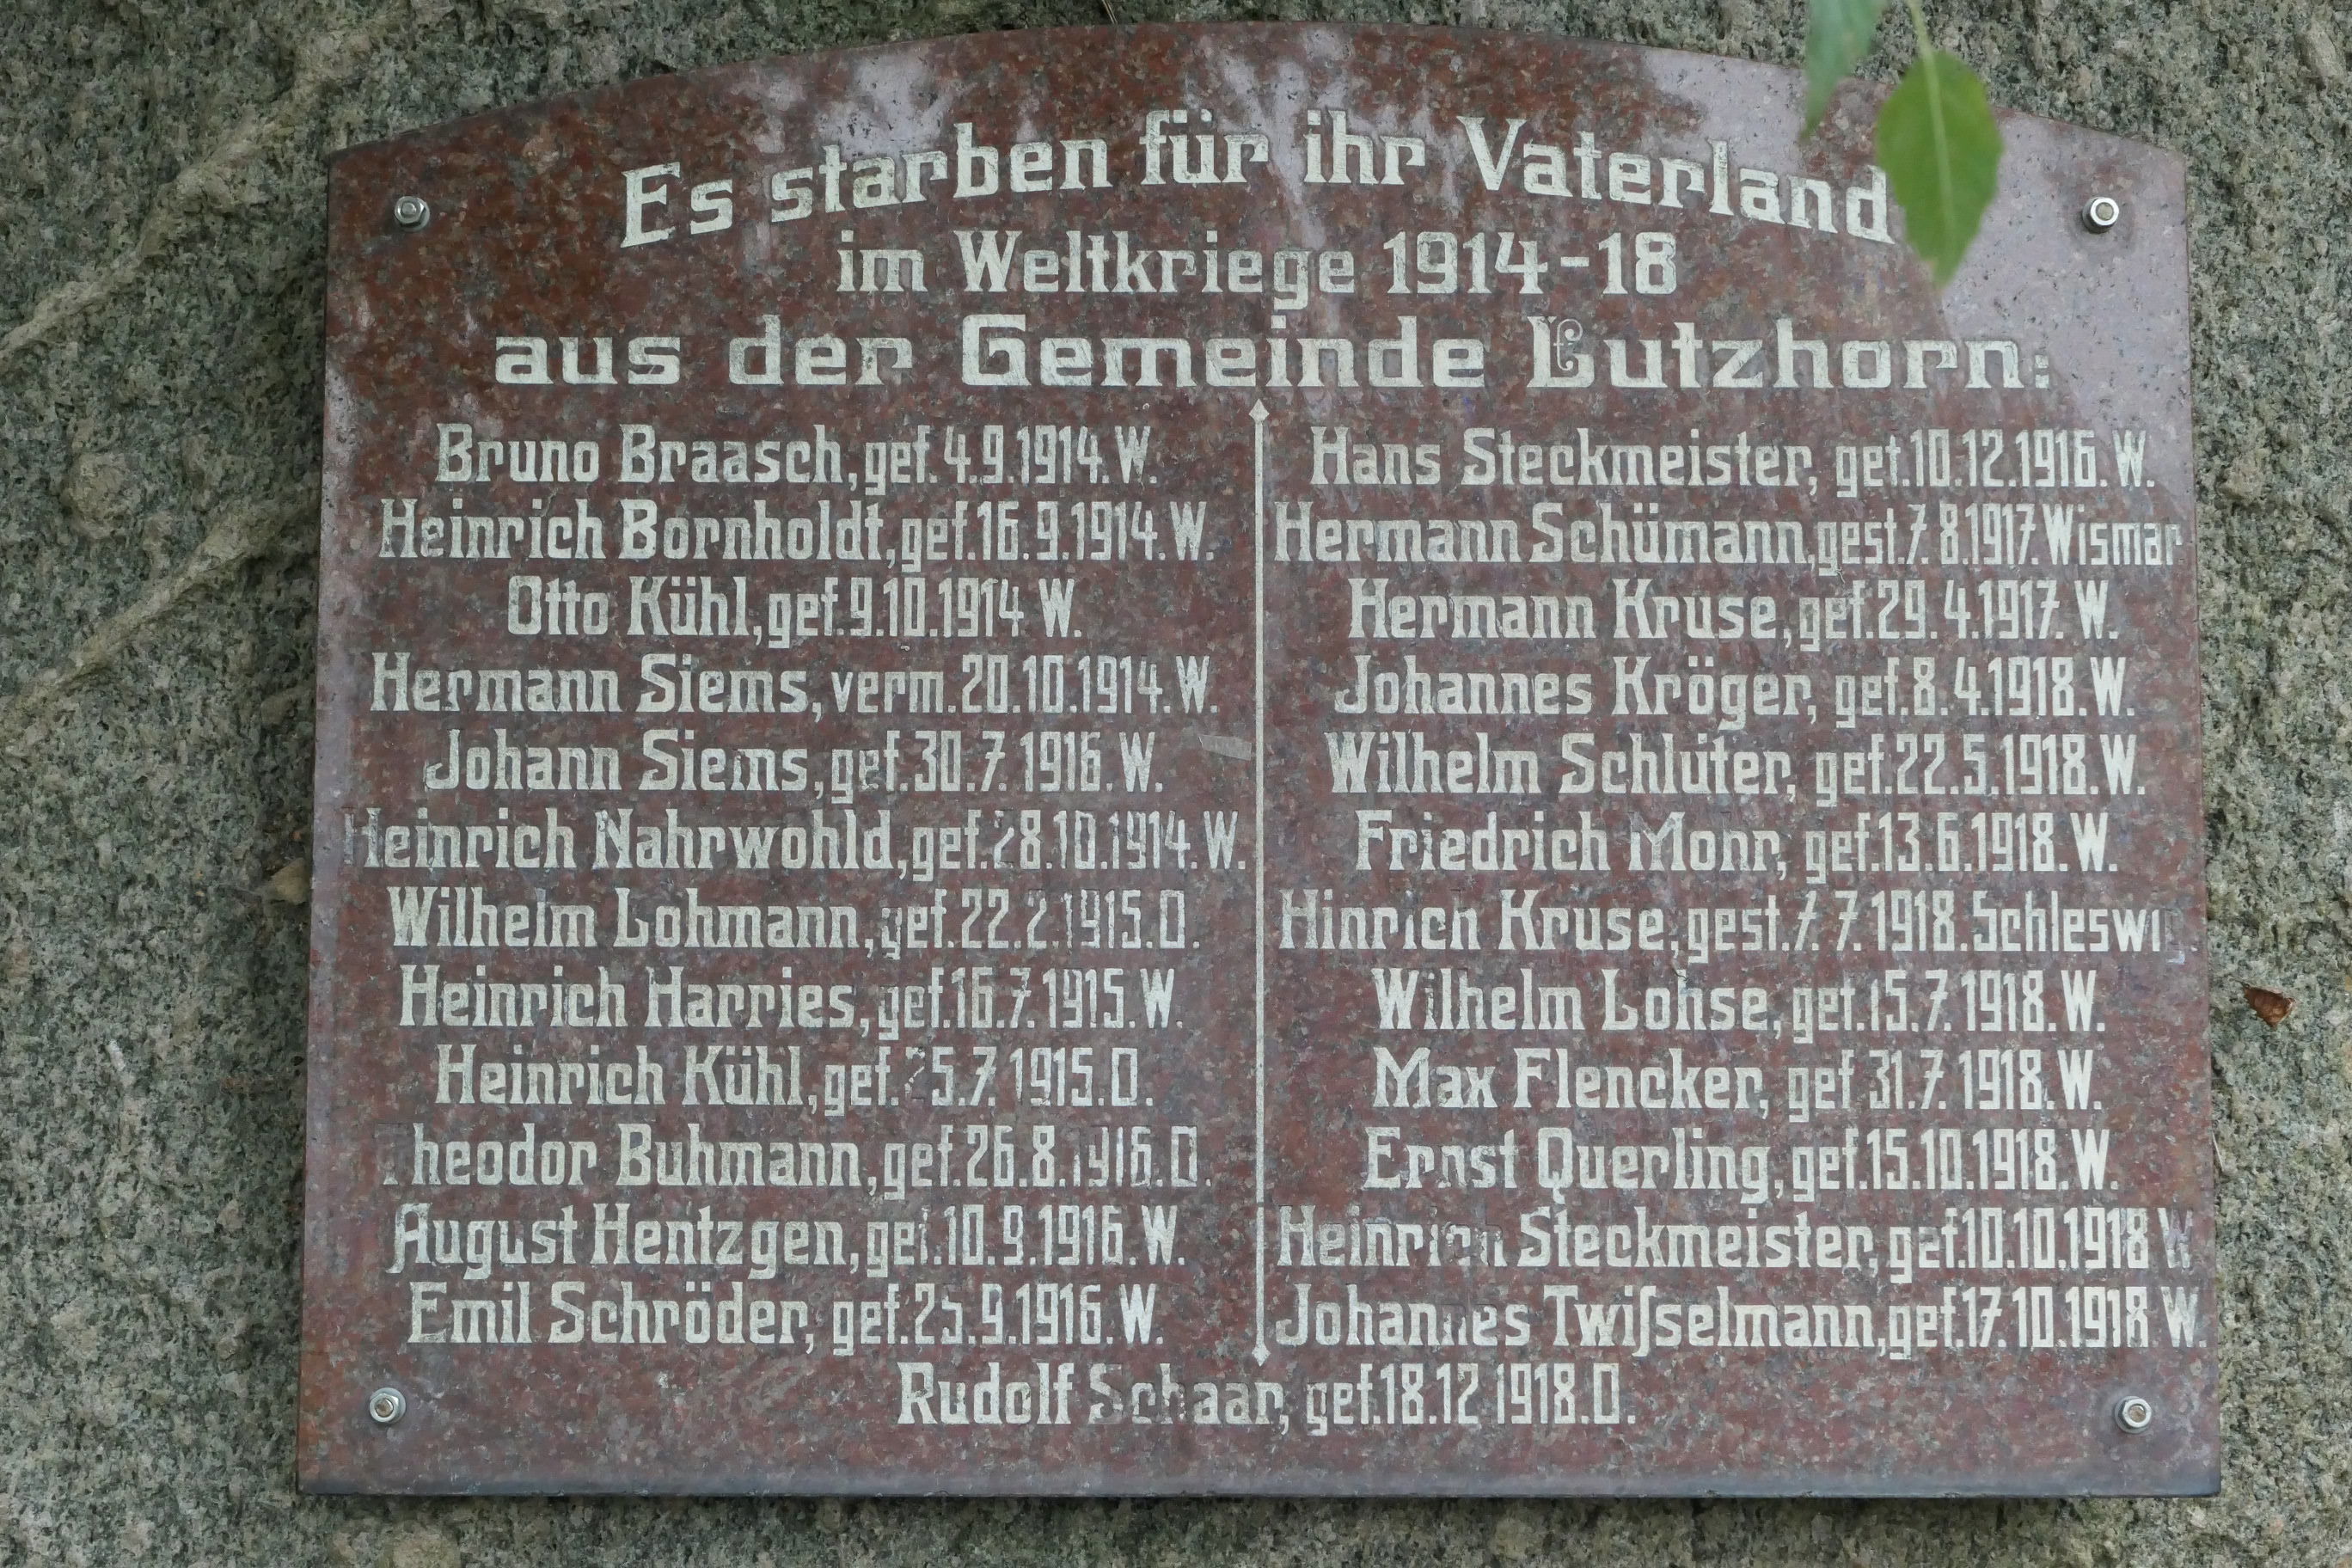 Es starben für ihr Vaterland
im Weltkriege 1914-18
aus der Gemeinde Lutzhorn:
Bruno Braasch, gef. 4.9.1914. W.
Heinrich Bornholdt, gef. 16.9.1914. W.
Otto Kühl, gef. 9.10.1914 W.
Hermann Siems, verm. 20.10.1914. W.
Johann Siems, gef. 30.7.1916. W.
Heinrich Nahrwohld, gef. 28.10.1914. W.
Wilhelm Lohmann, gef. 22.2.1915. O.
Heinrich Harries, gef. 16.7.1915. W.
Heinrich Kühl, gef. 25.7.1915. O.
Theodor Buhmann, gef. 26.8.1916. O.
August Hentzgen, gef. 10.9.1916. W.
Emil Schröder, gef. 25.9.1916. W.
Hans Steckmeister, gef. 10.12.1916. W.
Hermann Schümann, gest. 7.8.1917. Wismar
Hermann Kruse, gef. 29.4.1917. W.
Johannes Kröger, gef. 8.4.1918. W.
Wilhelm Schlüter, gef. 22.5.1918. W.
Friedrich Mohr, gef. 13.6.1918. W.
Hinrich Kruse, gest. 7.7.1918. Schleswig.
Wilhelm Lohse, gef. 15.7.1918. W.
Max Flencker, gef 31.7.1918. W.
Ernst Querling, gef. 15.10.1918. W.
Heinrich Steckmeister, gef. 10.10.1918 W
Johannes Twiſselmann, gef. 17.10.1918 W.
Rudolf Schaar, gef. 18.12 1918. O.